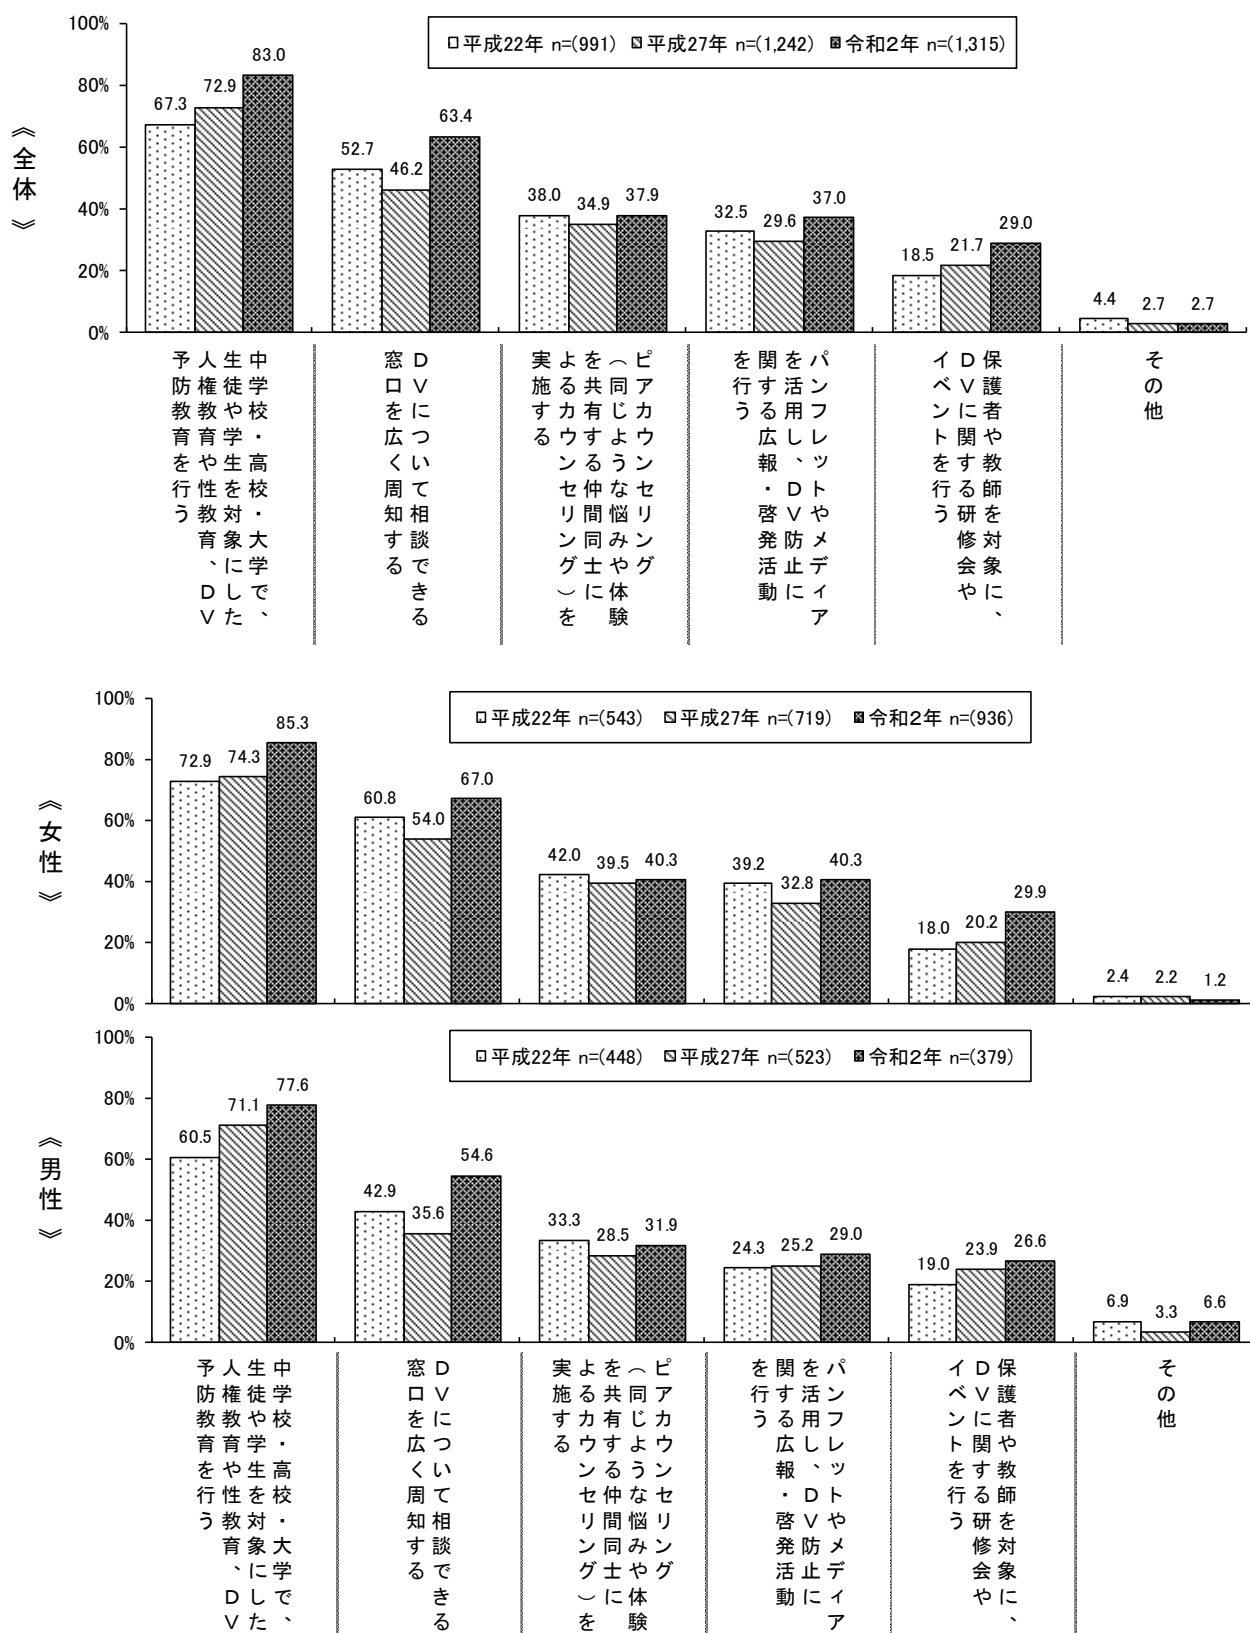 100%
80%
60%
40%
20%
0%
□平成22年 n=(991) 平成27年 n=(1,242) 令和2年 n=(1,315)
《全体》
67.3 72.9 83.0
52.7 46.2 63.4
38.0 34.9 37.9
32.5 29.6 37.0
18.5 21.7 29.0
4.4 2.7 2.7
中学校・高校・大学で、
生徒や学生を対象にした
人権教育や性教育、ＤＶ
予防教育を行う
ＤＶについて相談できる
窓口を広く周知する
ピアカウンセリング
（同じような悩みや体験
を共有する仲間同士に
よるカウンセリング）を
実施する
パンフレットやメディア
を活用し、ＤＶ防止に
関する広報・啓発活動
を行う
保護者や教師を対象に、
ＤＶに関する研修会や
イベントを行う
その他
100%
80%
60%
40%
20%
0%
平成22年 n=(543) 平成27年 n=(719) 令和2年 n=(936)
《女性》
72.9 74.3 85.3
60.8 54.0 67.0
42.0 39.5 40.3
39.2 32.8 40.3
18.0 20.2 29.9
2.4 2.2 1.2
100%
80%
60%
40%
20%
0%
平成22年 n=(448) 平成27年 n=(523) 令和2年 n=(379)
《男性》
60.5 71.1 77.6
42.9 35.6 54.6
33.3 28.5 31.9
24.3 25.2 29.0
19.0 23.9 26.6
6.9 3.3 6.6
中学校・高校・大学で、
生徒や学生を対象にした
人権教育や性教育、ＤＶ
予防教育を行う
ＤＶについて相談できる
窓口を広く周知する
ピアカウンセリング
（同じような悩みや体験
を共有する仲間同士に
よるカウンセリング）を
実施する
パンフレットやメディア
を活用し、ＤＶ防止に
関する広報・啓発活動
を行う
保護者や教師を対象に、
ＤＶに関する研修会や
イベントを行う
その他